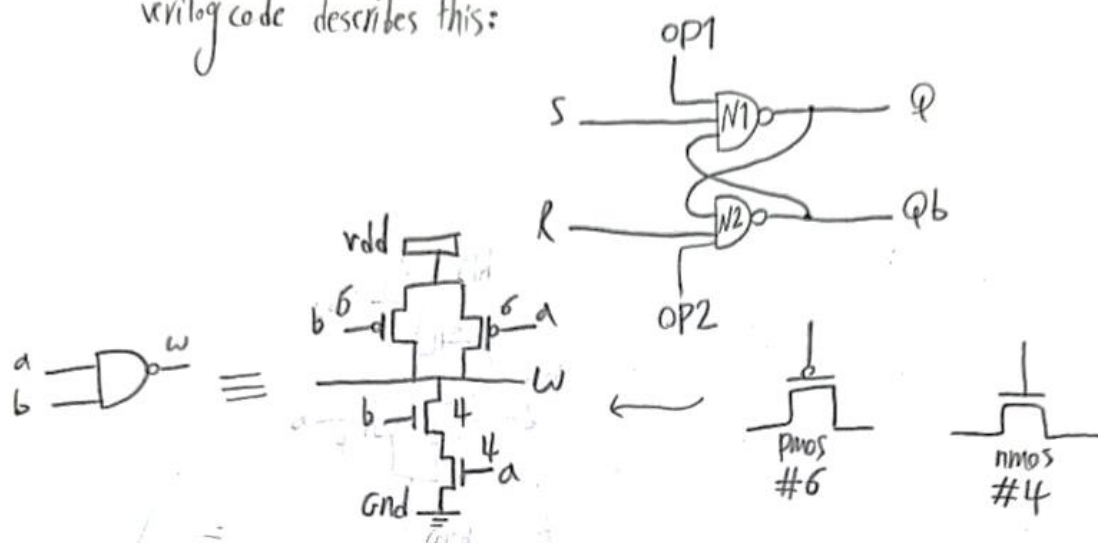 verilog code describes this:
OP1
S N1 Q
R N2 Qb
OP2
vdd
b 6 6 a
a w
b
w
b 4
4 a
Gnd
pmos
#6
nmos
#4